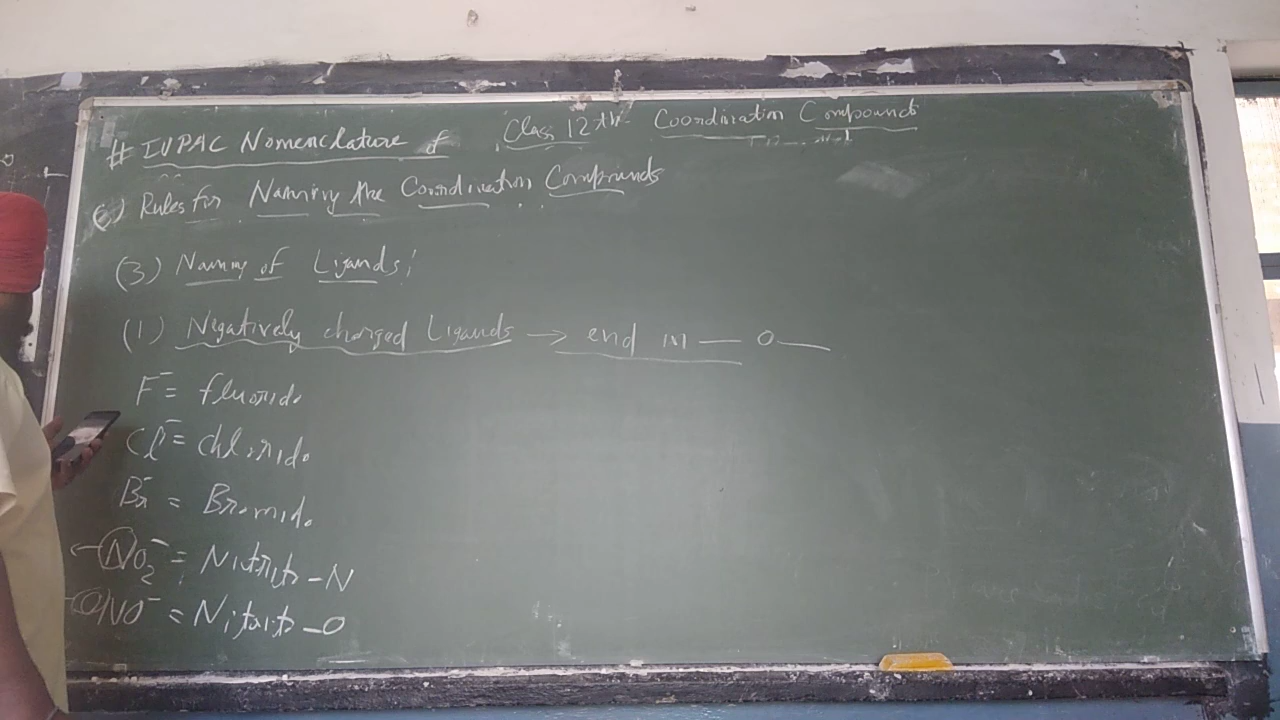 # IUPAC Nomenclature of Class 12th Coordination Compounds
Rules for Naming the Coordination Compounds
(3) Naming of Ligands:
(1) Negatively charged Ligands → end in — o —
F⁻ = fluorido
Cl⁻ = chlorido
Br⁻ = Bromido
←NO₂⁻ = Nitrito-N
ONO⁻ = Nitrito-O